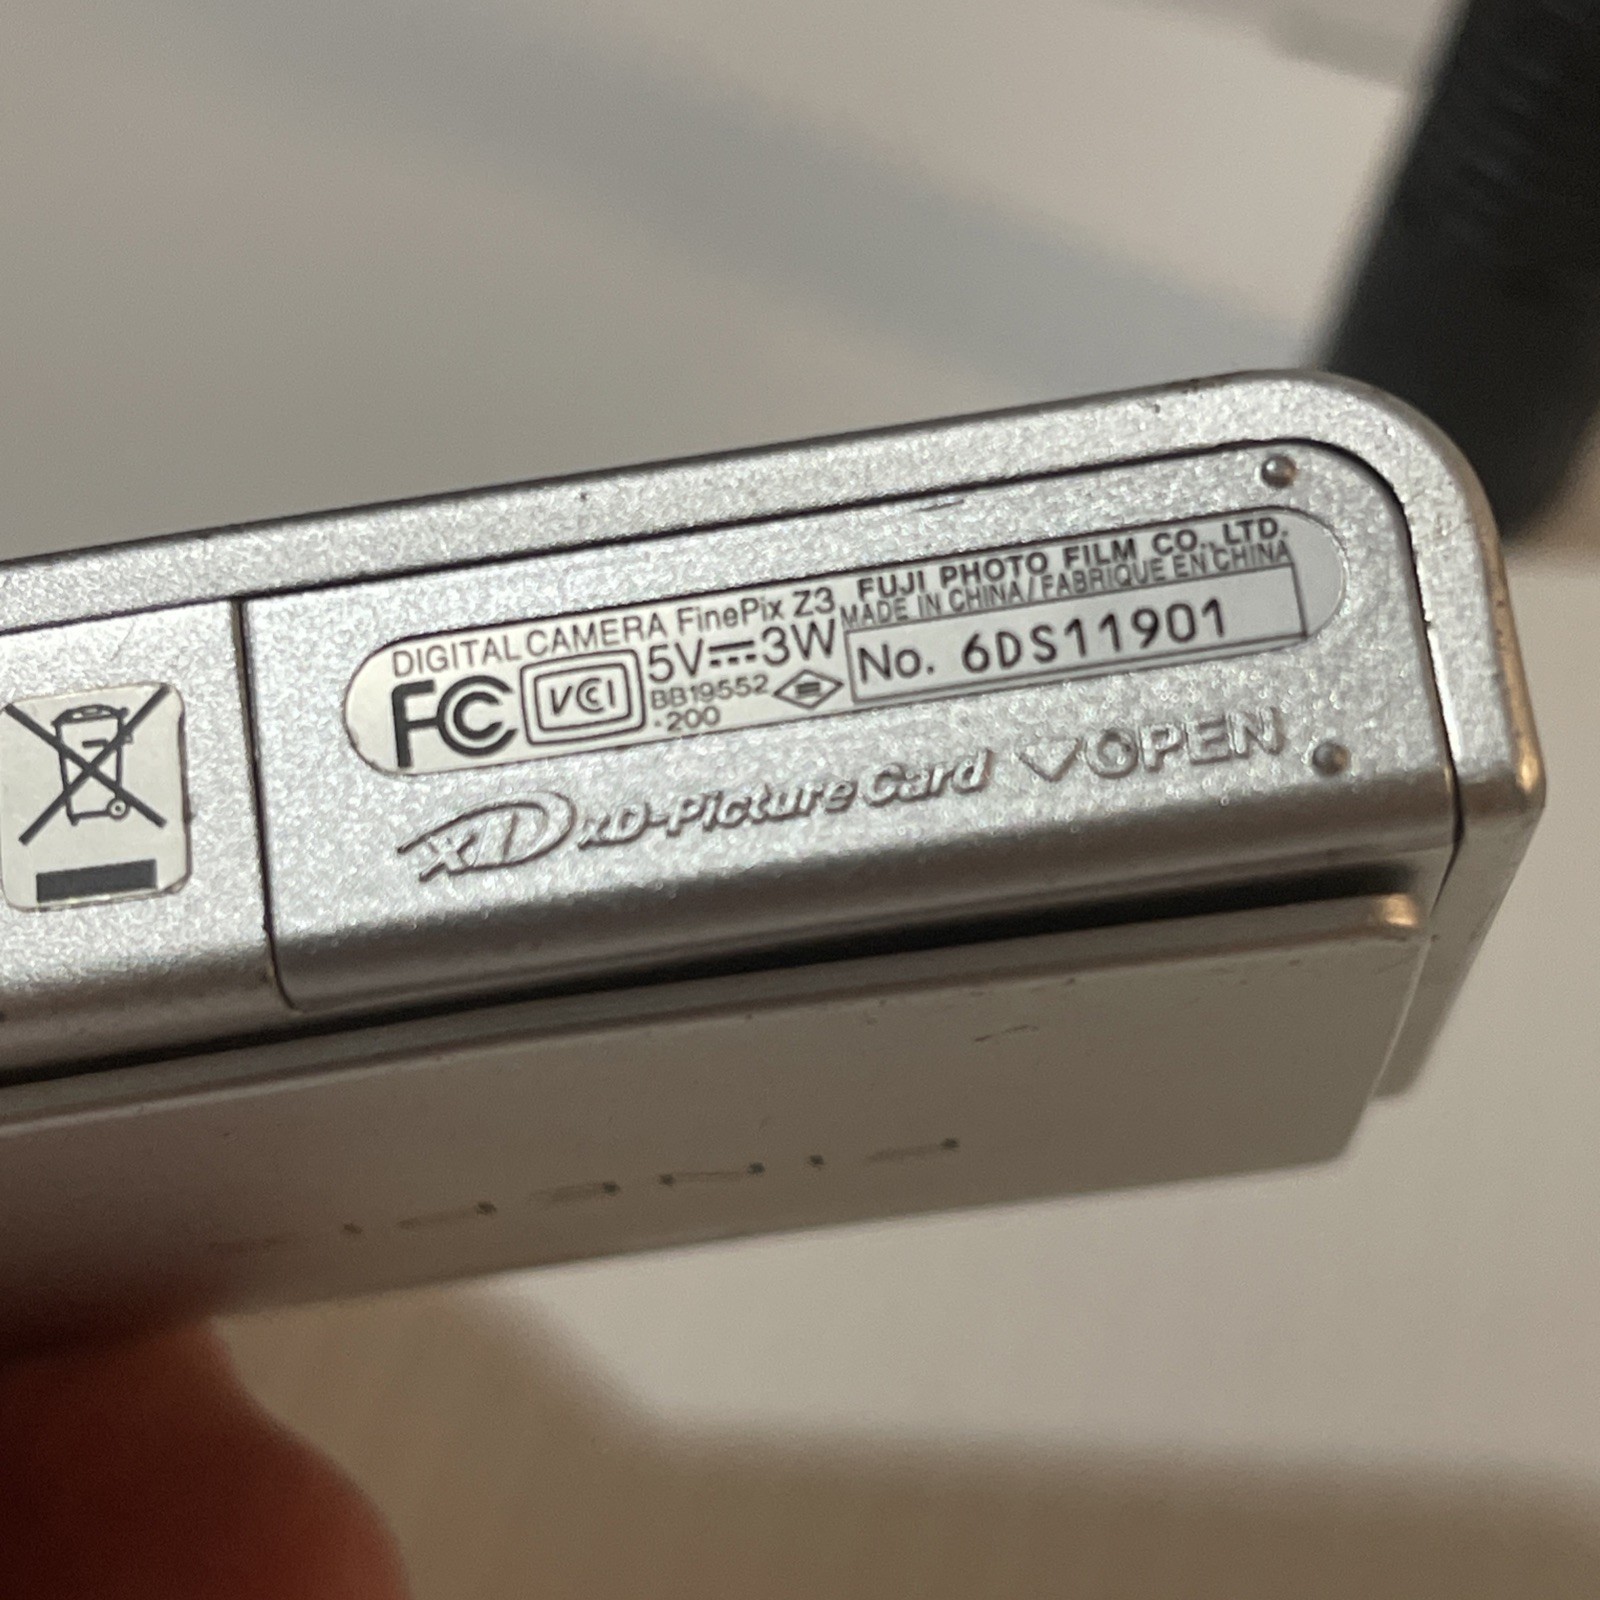 DIGITAL CAMERA FinePix Z3
FUJI PHOTO FILM CO., LTD.
MADE IN CHINA/FABRIQUE EN CHINA
FC
VCI
5V⎓3W
BB19552
-200
No. 6DS11901
xD xD-Picture Card ▽OPEN